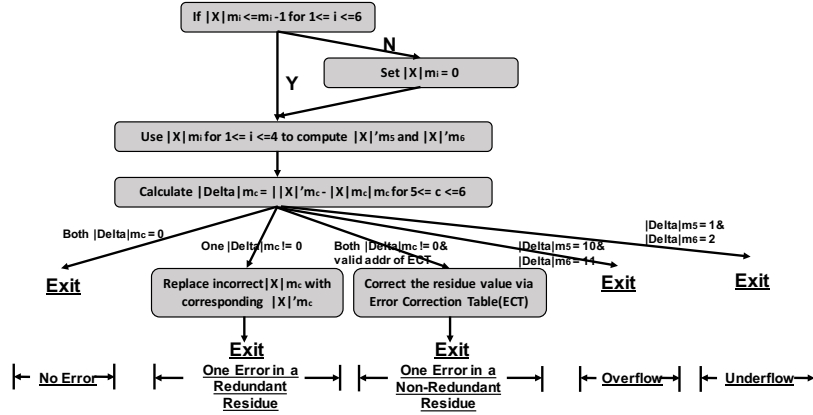 If |X|mi<=mi-1 for 1<= i <=6
N
Set |X|mi = 0
Y
Use |X|mi for 1<= i <=4 to compute |X|'m5 and |X|'m6
Calculate |Delta|mc = ||X|'mc - |X|mc|mc for 5<= c <=6
Both |Delta|mc = 0
One |Delta|mc != 0
Both |Delta|mc != 0&
valid addr of ECT
|Delta|m5 = 10&
|Delta|m6 = 11
|Delta|m5 = 1&
|Delta|m6 = 2
Exit
Replace incorrect|X|mc with
corresponding |X|'mc
Correct the residue value via
Error Correction Table(ECT)
Exit
Exit
Exit
Exit
No Error
One Error in a
Redundant
Residue
One Error in a
Non-Redundant
Residue
Overflow
Underflow